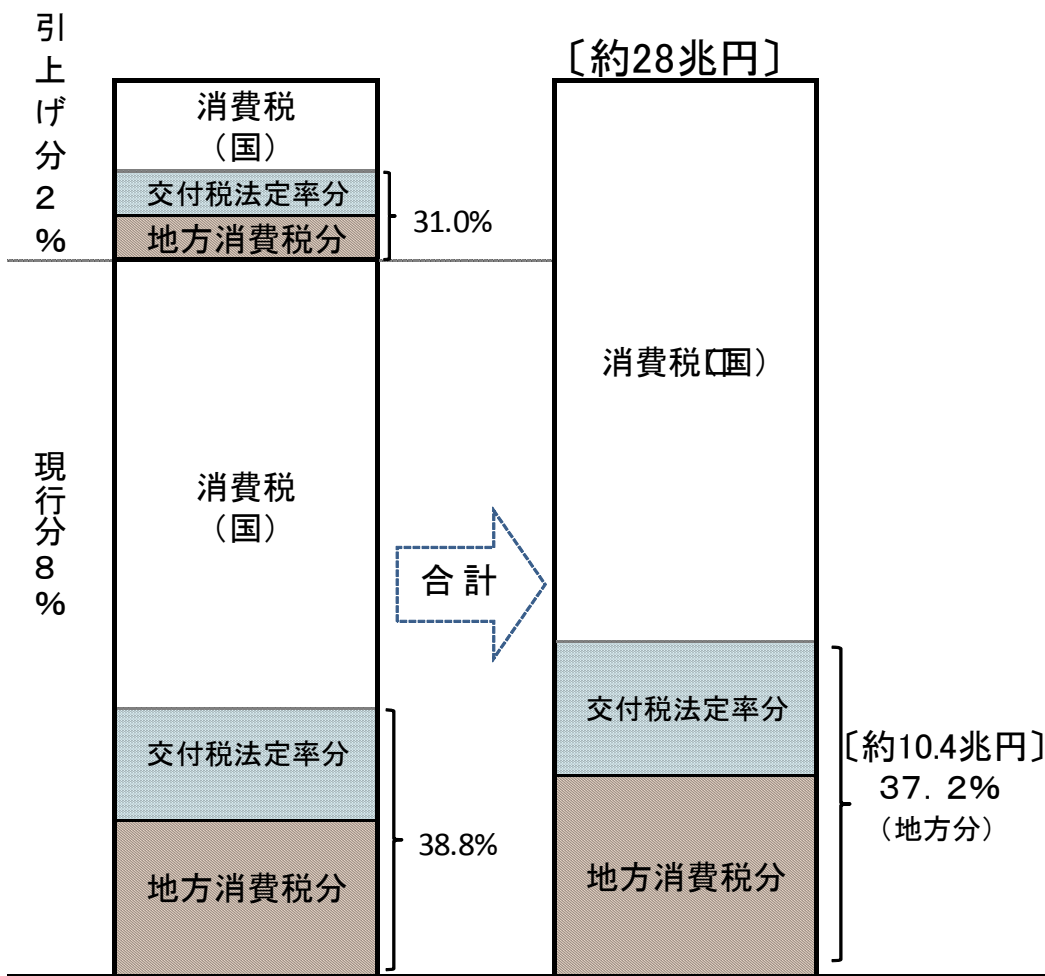 引上げ分２％
〔約28兆円〕
消費税
（国）
交付税法定率分
地方消費税分
31.0%
現行分８％
消費税
（国）
交付税法定率分
地方消費税分
38.8%
合計
消費税（国）
交付税法定率分
地方消費税分
〔約10.4兆円〕
３７．２%
（地方分）